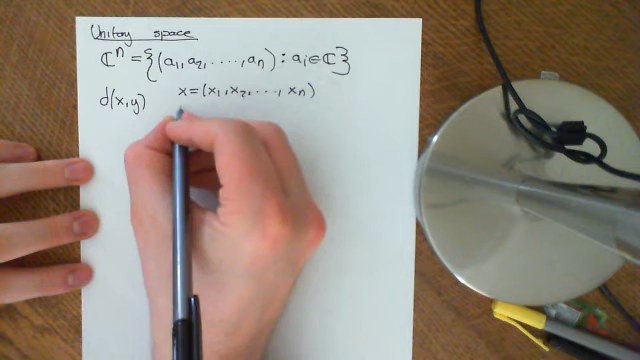 Unitary space
ℂⁿ = {(a₁, a₂, ....., aₙ) : aᵢ ∈ ℂ}
d(x,y) x = (x₁, x₂, ..., xₙ)